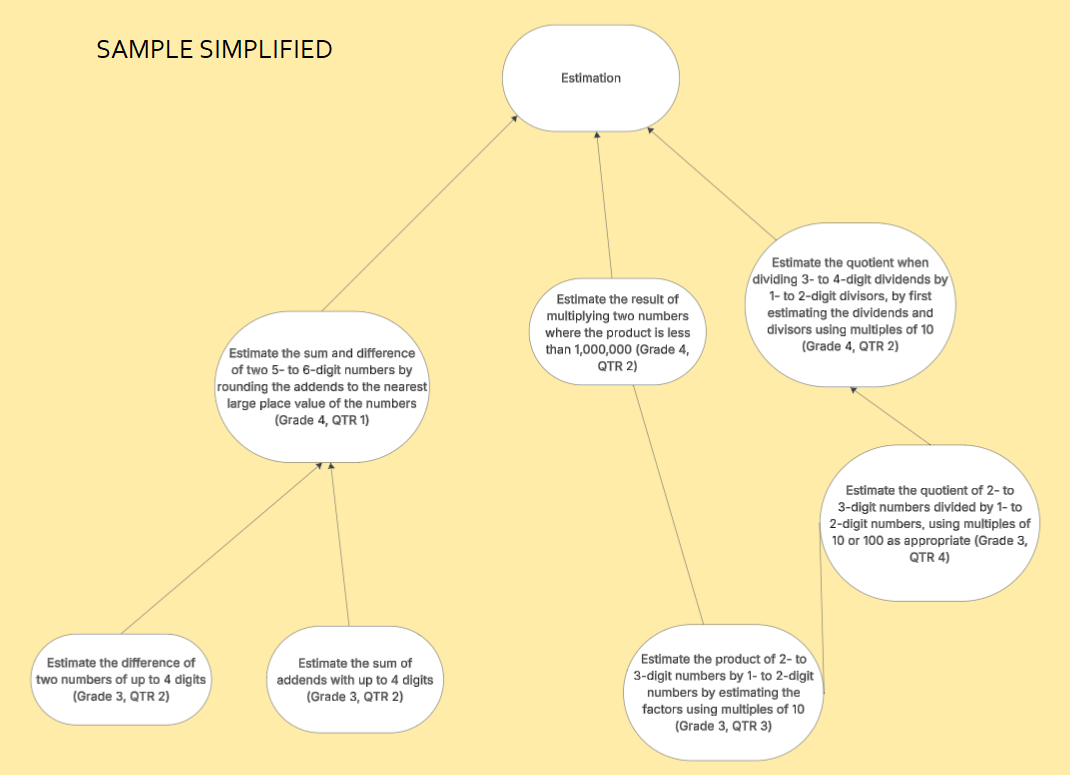 SAMPLE SIMPLIFIED
Estimation
Estimate the quotient when
dividing 3- to 4-digit dividends by
1- to 2-digit divisors, by first
estimating the dividends and
divisors using multiples of 10
(Grade 4, QTR 2)
Estimate the result of
multiplying two numbers
where the product is less
than 1,000,000 (Grade 4,
QTR 2)
Estimate the sum and difference
of two 5- to 6-digit numbers by
rounding the addends to the nearest
large place value of the numbers
(Grade 4, QTR 1)
Estimate the quotient of 2- to
3-digit numbers divided by 1- to
2-digit numbers, using multiples of
10 or 100 as appropriate (Grade 3,
QTR 4)
Estimate the difference of
two numbers of up to 4 digits
(Grade 3, QTR 2)
Estimate the sum of
addends with up to 4 digits
(Grade 3, QTR 2)
Estimate the product of 2- to
3-digit numbers by 1- to 2-digit
numbers by estimating the
factors using multiples of 10
(Grade 3, QTR 3)